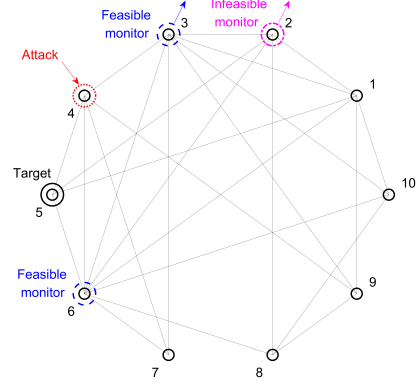 Feasible
monitor
3
Infeasible
monitor
2
Attack
4
1
Target
5
10
Feasible
monitor
6
9
7
8